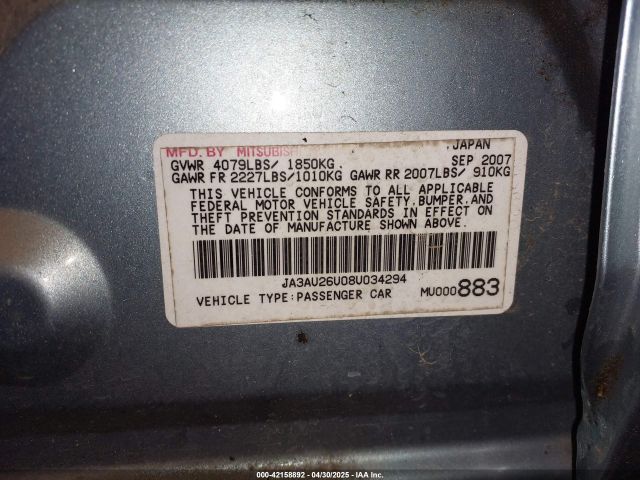 MFD. BY MITSUBISHI .JAPAN
GVWR 4079LBS/ 1850KG SEP 2007
GAWR FR 2227LBS/1010KG GAWR RR 2007LBS/ 910KG
THIS VEHICLE CONFORMS TO ALL APPLICABLE
FEDERAL MOTOR VEHICLE SAFETY,BUMPER,AND
THEFT PREVENTION STANDARDS IN EFFECT ON
THE DATE OF MANUFACTURE SHOWN ABOVE.
JA3AU26U08U034294
VEHICLE TYPE:PASSENGER CAR MU000883
000-42158892 - 04/30/2025 - IAA Inc.